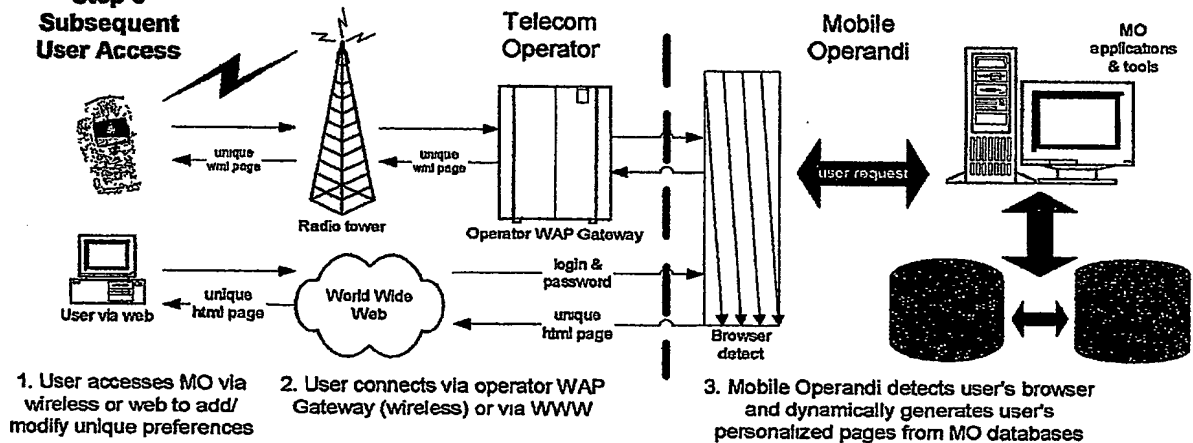 Subsequent
User Access
Telecom
Operator
Mobile
Operandi
MO
applications
& tools
unique
wml page
unique
wml page
user request
Radio tower
Operator WAP Gateway
User via web
unique
html page
World Wide
Web
login &
password
unique
html page
Browser
detect
1. User accesses MO via
wireless or web to add/
modify unique preferences
2. User connects via operator WAP
Gateway (wireless) or via WWW
3. Mobile Operandi detects user's browser
and dynamically generates user's
personalized pages from MO databases